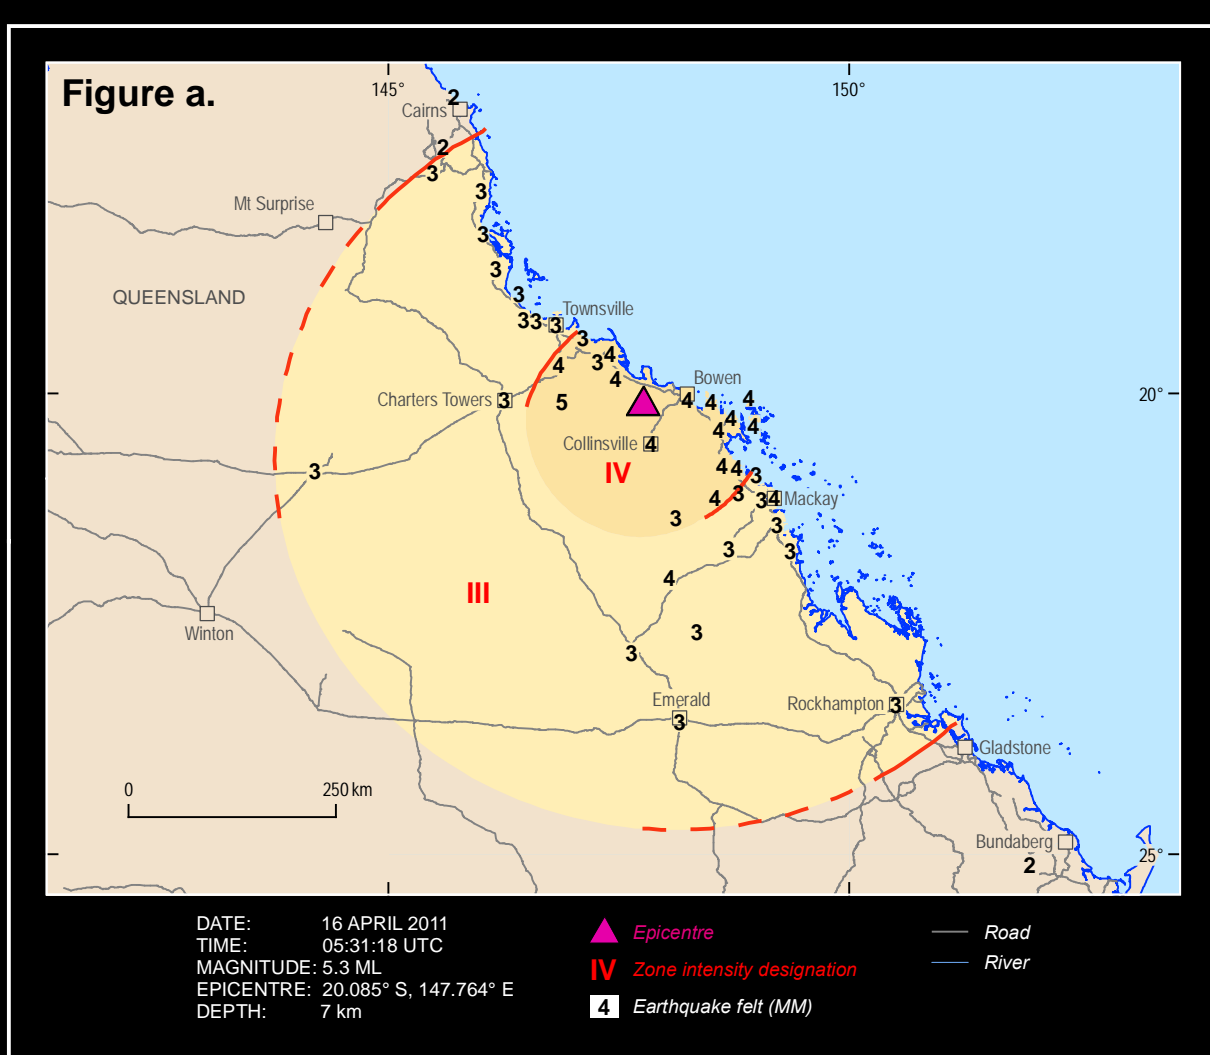 Figure a.
145°
150°
2
Cairns
2
3
3
Mt Surprise
3
3
QUEENSLAND
3
Townsville
3 3 3
3
4
3 4
4
Bowen
20°
Charters Towers 3
5
4 4 4
4
4 4
Collinsville 4
IV
3
4 4 3
4 3
3 4 Mackay
3
3
3
3
4
III
Winton
3
3
Emerald
3
Rockhampton 3
Gladstone
0 250 km
Bundaberg
2
25°
DATE: 16 APRIL 2011
TIME: 05:31:18 UTC
MAGNITUDE: 5.3 ML
EPICENTRE: 20.085° S, 147.764° E
DEPTH: 7 km
Epicentre
IV Zone intensity designation
4 Earthquake felt (MM)
Road
River